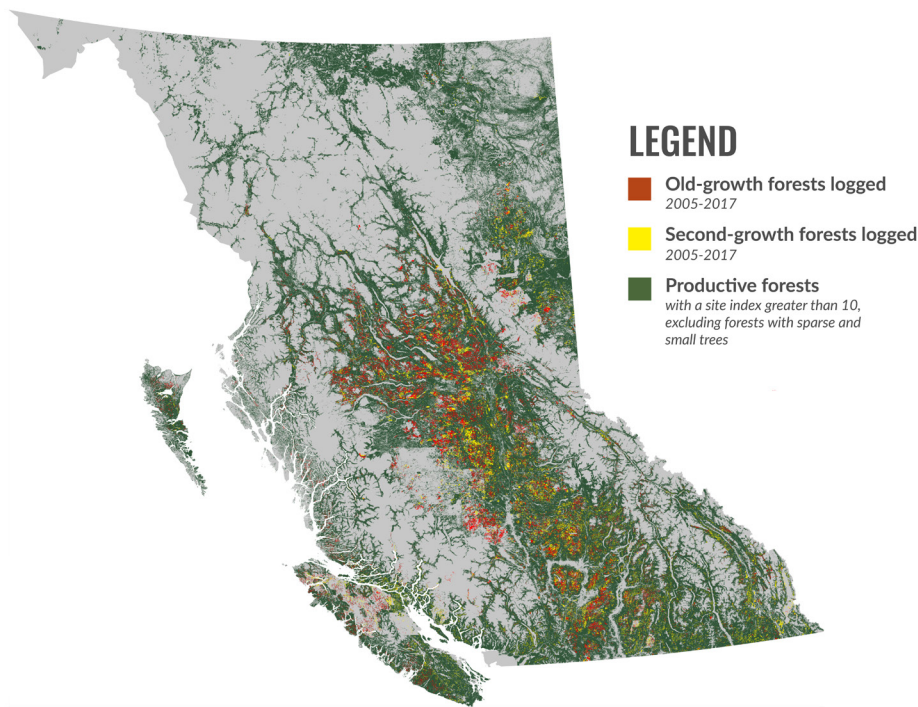 LEGEND
Old-growth forests logged
2005-2017
Second-growth forests logged
2005-2017
Productive forests
with a site index greater than 10,
excluding forests with sparse and
small trees